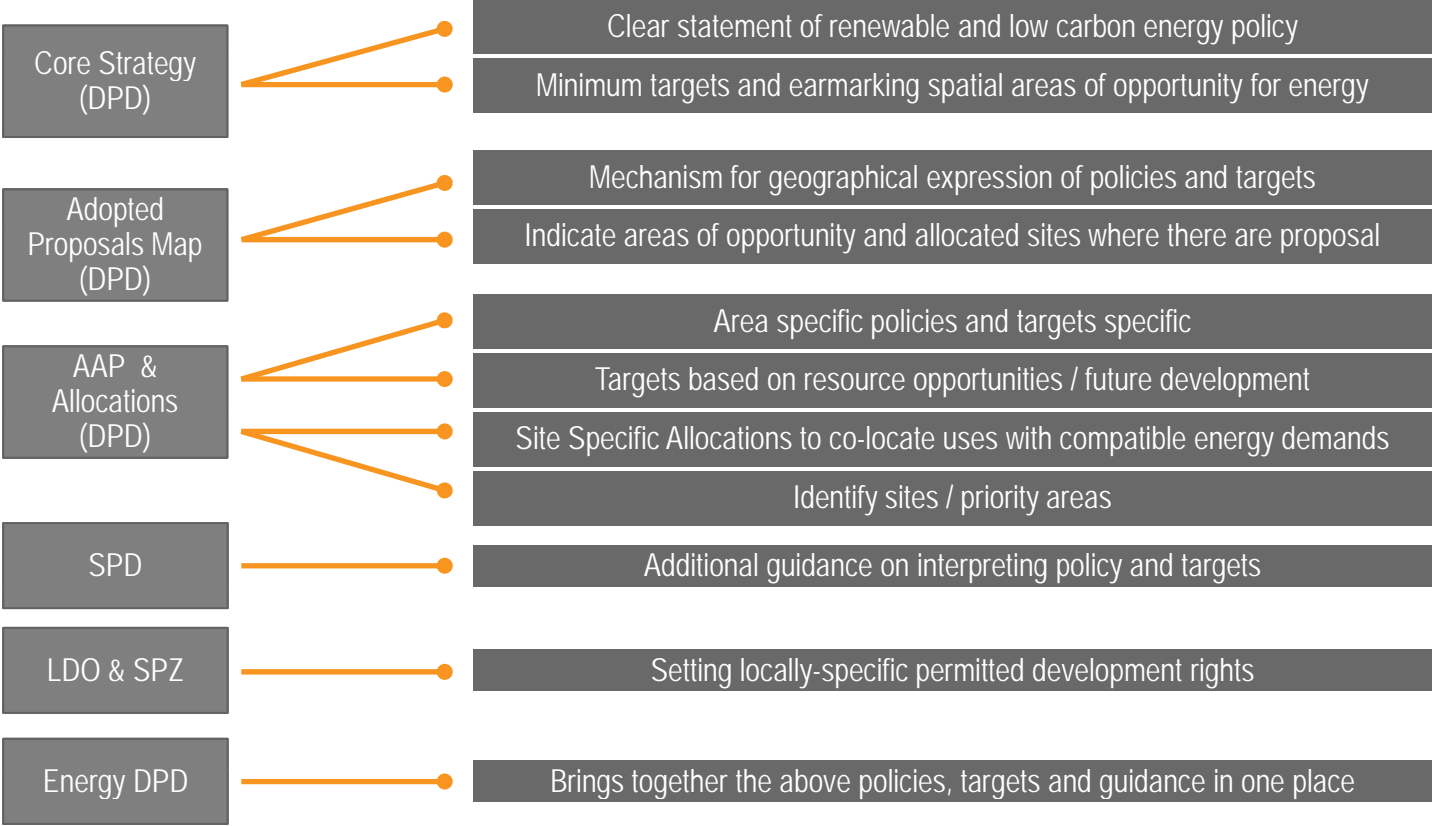 Core Strategy
(DPD)
Clear statement of renewable and low carbon energy policy
Minimum targets and earmarking spatial areas of opportunity for energy
Adopted
Proposals Map
(DPD)
Mechanism for geographical expression of policies and targets
Indicate areas of opportunity and allocated sites where there are proposal
AAP &
Allocations
(DPD)
Area specific policies and targets specific
Targets based on resource opportunities / future development
Site Specific Allocations to co-locate uses with compatible energy demands
Identify sites / priority areas
SPD
Additional guidance on interpreting policy and targets
LDO & SPZ
Setting locally-specific permitted development rights
Energy DPD
Brings together the above policies, targets and guidance in one place